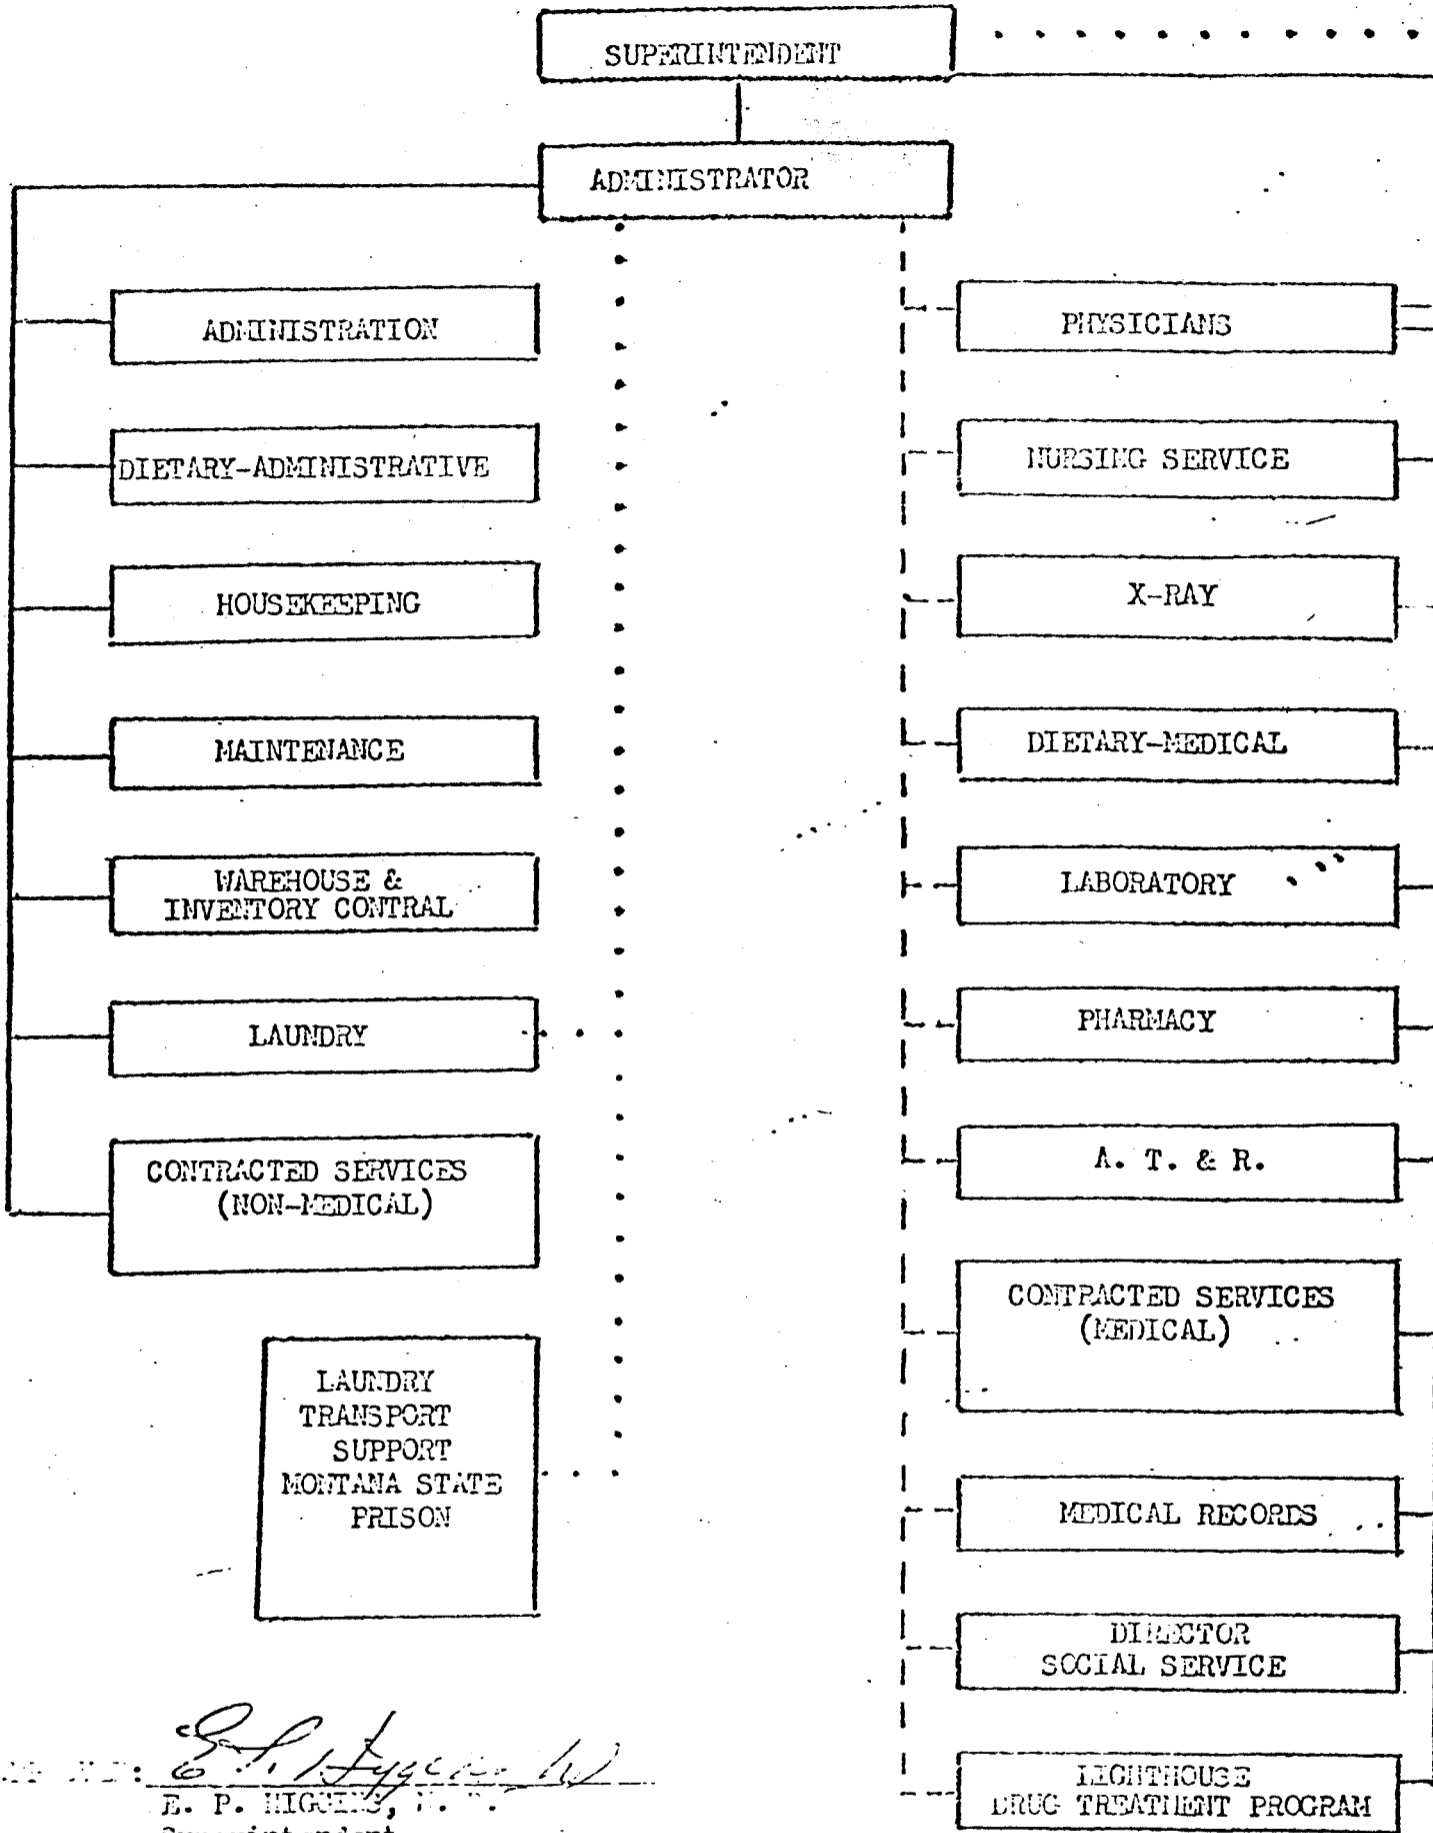 SUPERINTENDENT
ADMINISTRATOR
ADMINISTRATION
DIETARY-ADMINISTRATIVE
HOUSEKEEPING
MAINTENANCE
WAREHOUSE &
INVENTORY CONTRAL
LAUNDRY
CONTRACTED SERVICES
(NON-MEDICAL)
LAUNDRY
TRANSPORT
SUPPORT
MONTANA STATE
PRISON
PHYSICIANS
NURSING SERVICE
X-RAY
DIETARY-MEDICAL
LABORATORY
PHARMACY
A. T. & R.
CONTRACTED SERVICES
(MEDICAL)
MEDICAL RECORDS
DIRECTOR
SOCIAL SERVICE
LIGHTHOUSE
DRUG TREATMENT PROGRAM
E. P. HIGGINS,
Superintendent